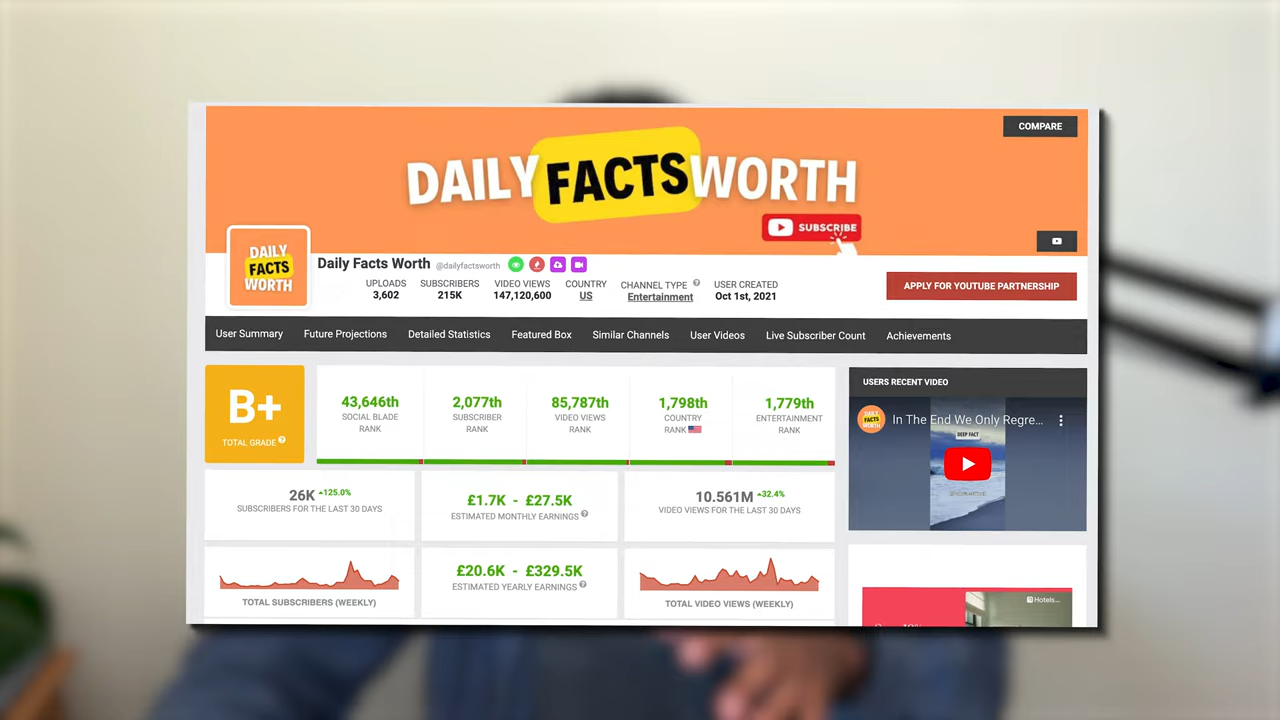 COMPARE
DAILY FACTS WORTH
SUBSCRIBE
DAILY
FACTS
WORTH
Daily Facts Worth @dailyfactsworth
UPLOADS SUBSCRIBERS VIDEO VIEWS COUNTRY CHANNEL TYPE USER CREATED
3,602 215K 147,120,600 US Entertainment Oct 1st, 2021
APPLY FOR YOUTUBE PARTNERSHIP
User Summary Future Projections Detailed Statistics Featured Box Similar Channels User Videos Live Subscriber Count Achievements
B+
TOTAL GRADE
43,646th
SOCIAL BLADE
RANK
2,077th
SUBSCRIBER
RANK
85,787th
VIDEO VIEWS
RANK
1,798th
COUNTRY
RANK
1,779th
ENTERTAINMENT
RANK
USERS RECENT VIDEO
DAILY
FACTS
WORTH
In The End We Only Regre...
DEEP FACT
26K +125.0%
SUBSCRIBERS FOR THE LAST 30 DAYS
£1.7K - £27.5K
ESTIMATED MONTHLY EARNINGS
10.561M +32.4%
VIDEO VIEWS FOR THE LAST 30 DAYS
TOTAL SUBSCRIBERS (WEEKLY)
£20.6K - £329.5K
ESTIMATED YEARLY EARNINGS
TOTAL VIDEO VIEWS (WEEKLY)
Hotels...